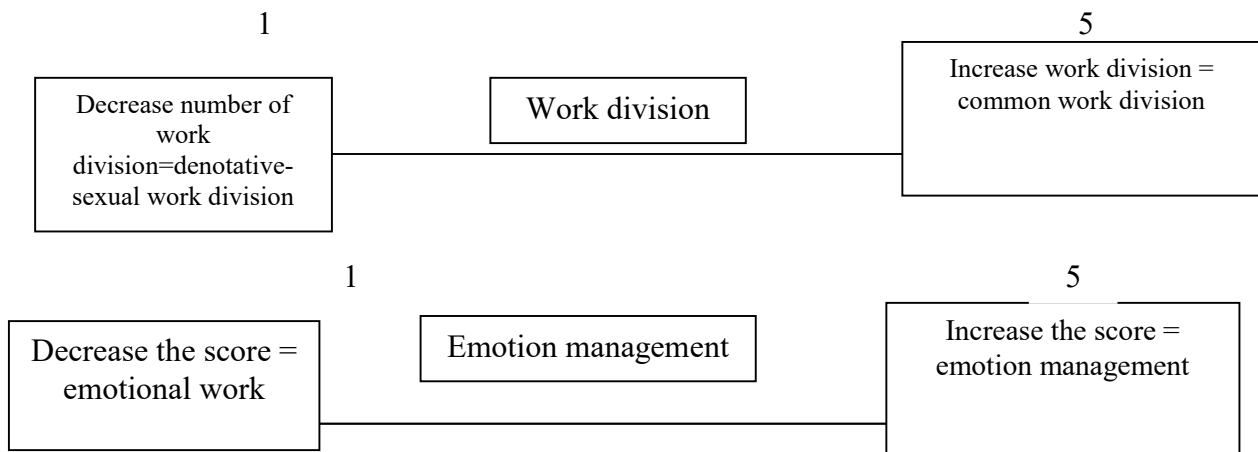 1
5
Decrease number of
work
division=denotative-
sexual work division
Work division
Increase work division =
common work division
1
5
Decrease the score =
emotional work
Emotion management
Increase the score =
emotion management